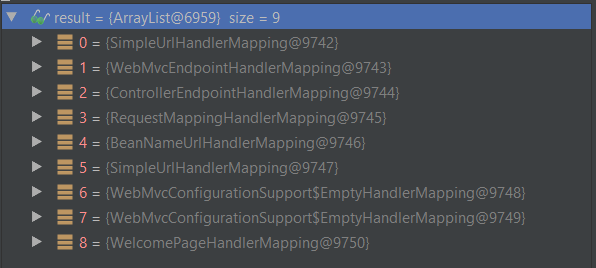 result = {ArrayList@6959} size = 9
0 = {SimpleUrlHandlerMapping@9742}
1 = {WebMvcEndpointHandlerMapping@9743}
2 = {ControllerEndpointHandlerMapping@9744}
3 = {RequestMappingHandlerMapping@9745}
4 = {BeanNameUrlHandlerMapping@9746}
5 = {SimpleUrlHandlerMapping@9747}
6 = {WebMvcConfigurationSupport$EmptyHandlerMapping@9748}
7 = {WebMvcConfigurationSupport$EmptyHandlerMapping@9749}
8 = {WelcomePageHandlerMapping@9750}